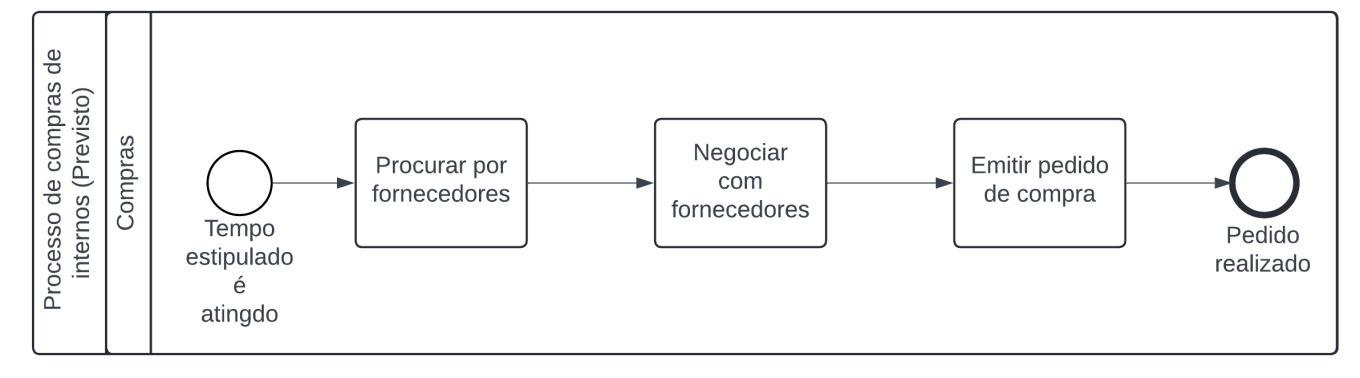 Processo de compras de
internos (Previsto)
Compras
Tempo
estipulado
é
atingdo
Procurar por
fornecedores
Negociar
com
fornecedores
Emitir pedido
de compra
Pedido
realizado